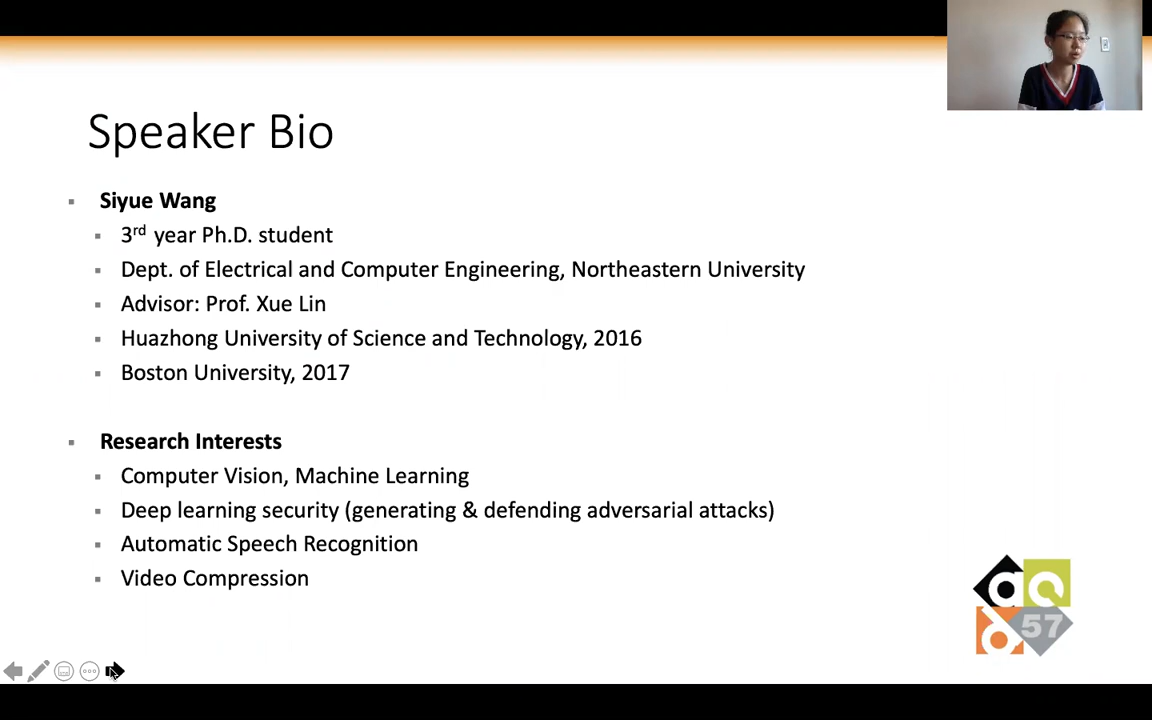 Speaker Bio
Siyue Wang
3rd year Ph.D. student
Dept. of Electrical and Computer Engineering, Northeastern University
Advisor: Prof. Xue Lin
Huazhong University of Science and Technology, 2016
Boston University, 2017
Research Interests
Computer Vision, Machine Learning
Deep learning security (generating & defending adversarial attacks)
Automatic Speech Recognition
Video Compression
57